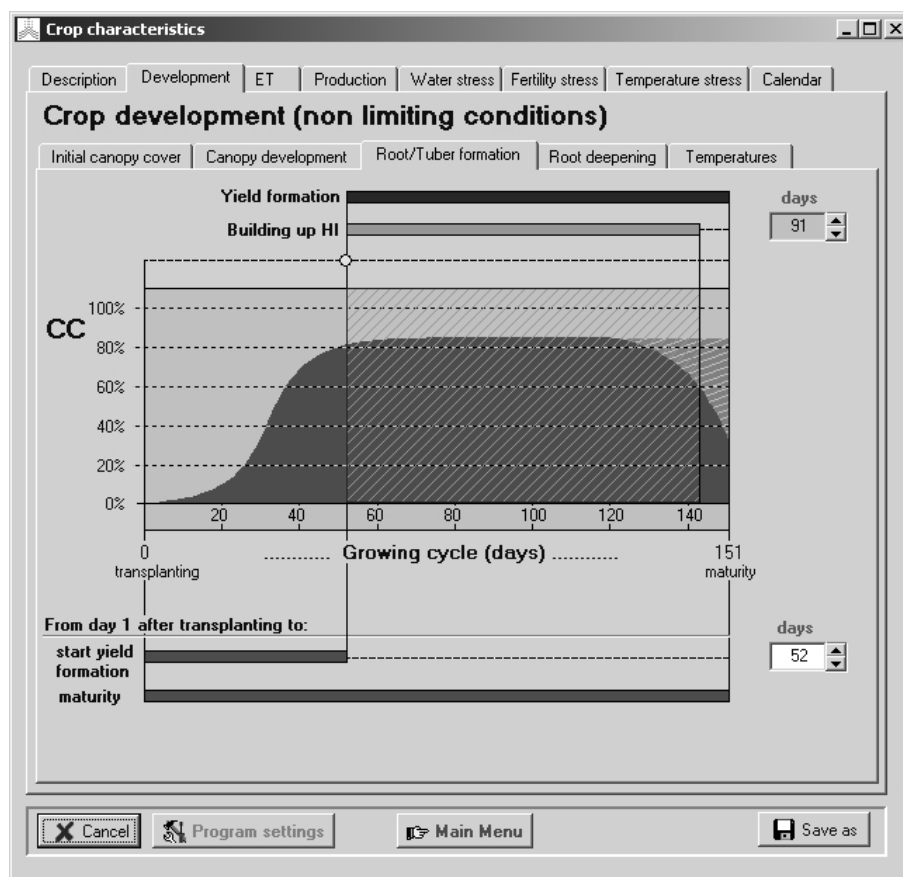 Crop characteristics
Description Development ET Production Water stress Fertility stress Temperature stress Calendar
Crop development (non limiting conditions)
Initial canopy cover Canopy development Root/Tuber formation Root deepening Temperatures
Yield formation days
Building up HI 91
CC
100%
80%
60%
40%
20%
0%
20 40 60 80 100 120 140
0 .......... Growing cycle (days) .......... 151
transplanting maturity
From day 1 after transplanting to: days
start yield 52
formation
maturity
Cancel Program settings Main Menu Save as